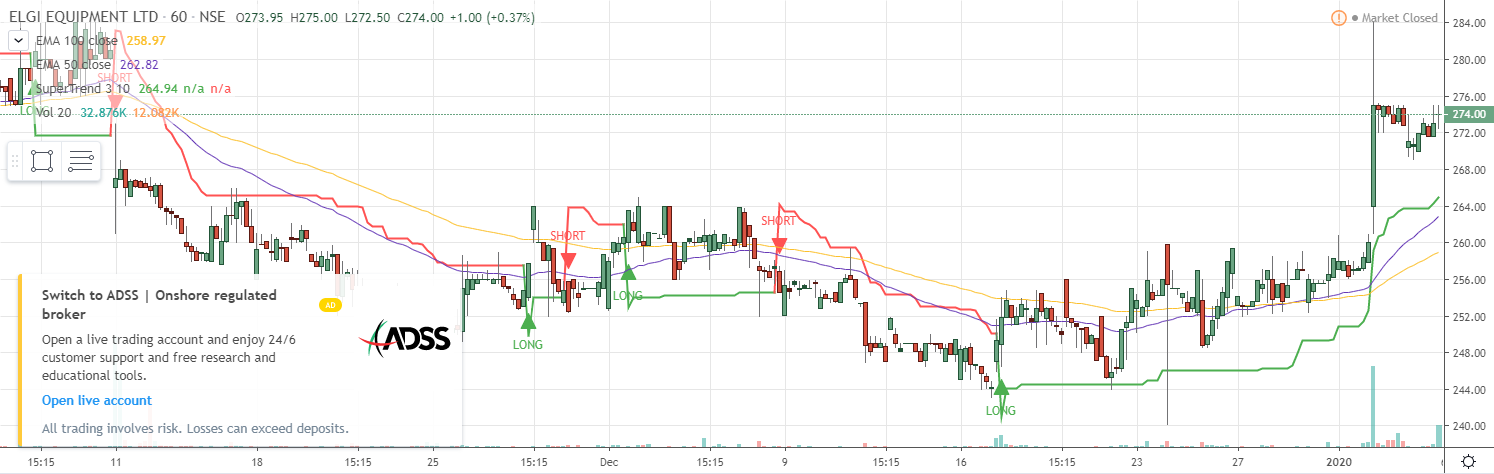 ELGI EQUIPMENT LTD · 60 · NSE O273.95 H275.00 L272.50 C274.00 +1.00 (+0.37%)
Market Closed
EMA 100 close 258.97
EMA 50 close 262.82
SuperTrend 3 10 264.94 n/a n/a
Vol 20 32.876K 12.082K
SHORT
LONG
SHORT
SHORT
LONG
LONG
LONG
284.00
280.00
276.00
274.00
272.00
268.00
264.00
260.00
256.00
252.00
248.00
244.00
240.00
Switch to ADSS | Onshore regulated
broker
AD
Open a live trading account and enjoy 24/6
customer support and free research and
educational tools.
Open live account
All trading involves risk. Losses can exceed deposits.
ADSS
15:15 11 18 15:15 25 15:15 Dec 15:15 9 15:15 16 15:15 23 27 15:15 2020 6